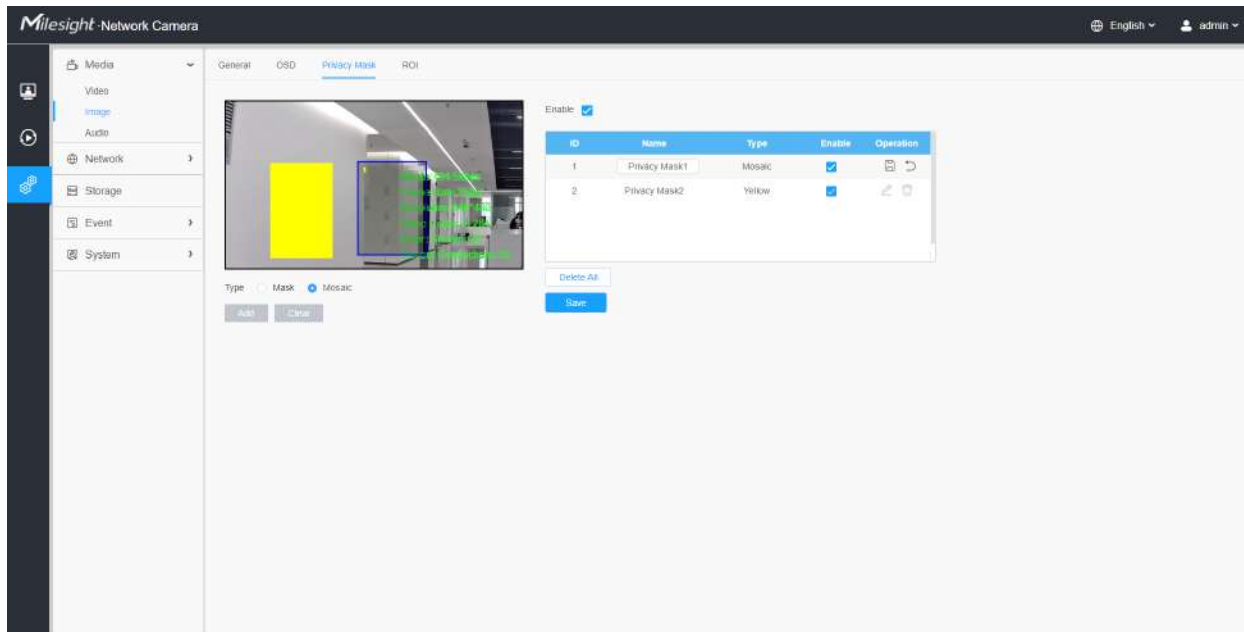 Milesight-Network Camera
English
admin
Media
Video
Image
Audio
Network
Storage
Event
System
General OSD Privacy Mask ROI
Enable
ID Name Type Enable Operation
1 Privacy Mask1 Mosaic
2 Privacy Mask2 Yellow
Type Mask Mosaic
Add Clear
Delete All
Save